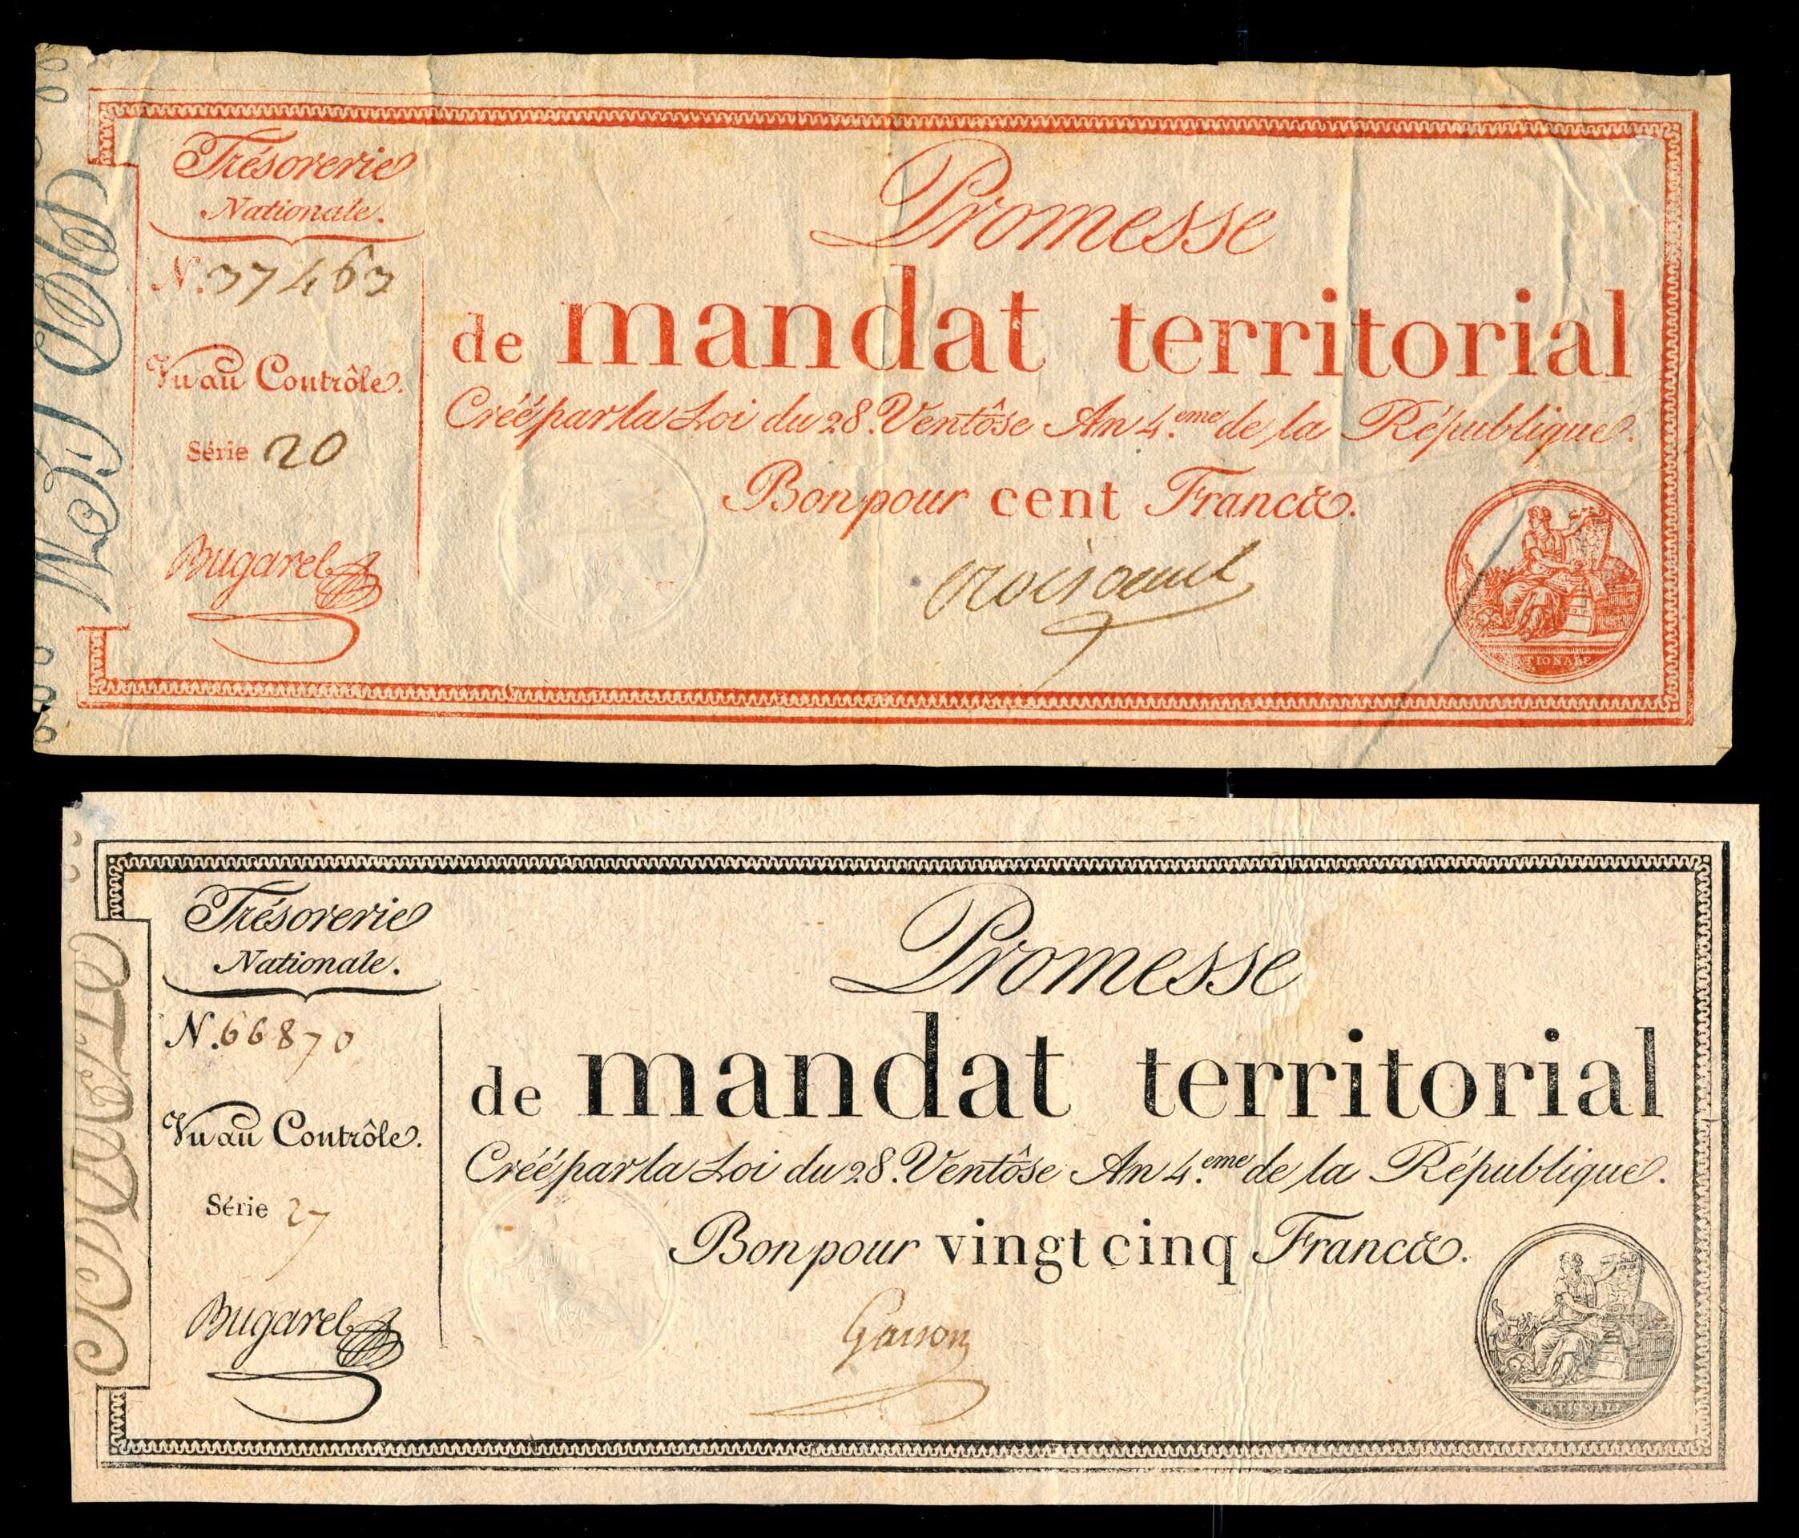 Trésorerie
Nationale.
N. 37463
Vu au Contrôle.
Série 20
Bugarel
Promesse
de mandat territorial
Créé par la Loi du 28. Ventôse An 4.eme de la République.
Bon pour cent Francs.
NATIONALE
Trésorerie
Nationale.
N. 66870
Vu au Contrôle.
Série 27
Bugarel
Promesse
de mandat territorial
Créé par la Loi du 28. Ventôse An 4.eme de la République.
Bon pour vingt cinq Francs.
Garson
NATIONALE